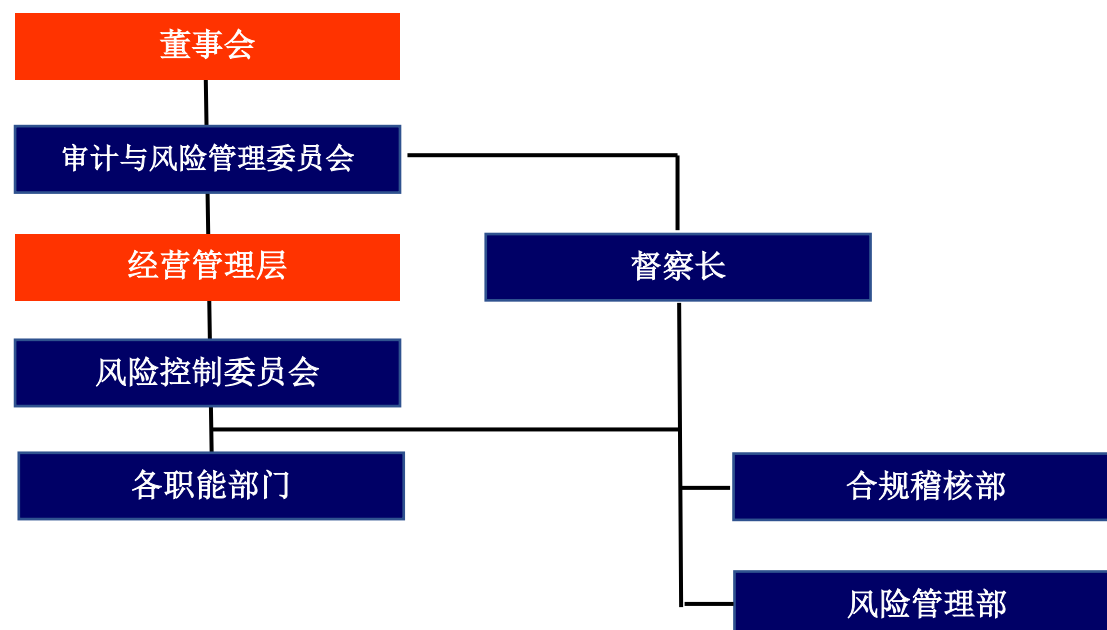 董事会
审计与风险管理委员会
经营管理层
督察长
风险控制委员会
各职能部门
合规稽核部
风险管理部